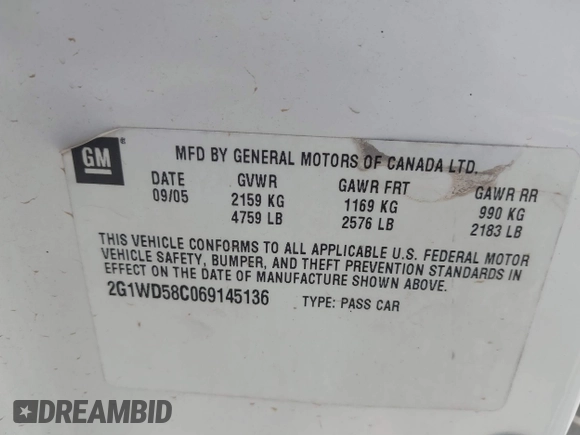 GM
MFD BY GENERAL MOTORS OF CANADA LTD.
DATE GVWR GAWR FRT GAWR RR
09/05 2159 KG 1169 KG 990 KG
4759 LB 2576 LB 2183 LB
THIS VEHICLE CONFORMS TO ALL APPLICABLE U.S. FEDERAL MOTOR
VEHICLE SAFETY, BUMPER, AND THEFT PREVENTION STANDARDS IN
EFFECT ON THE DATE OF MANUFACTURE SHOWN ABOVE.
2G1WD58C069145136 TYPE: PASS CAR
DREAMBID